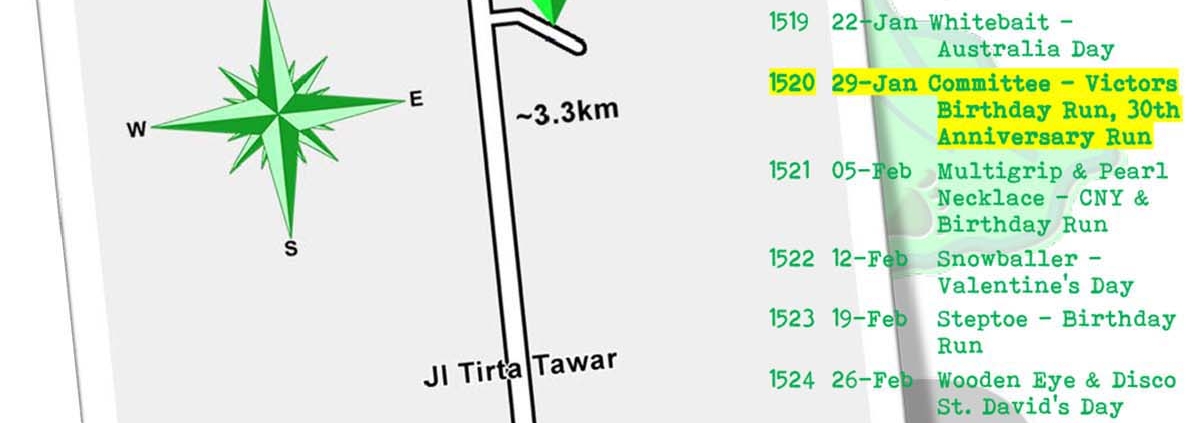 W
E
S
~3.3km
Jl Tirta Tawar
1519 22-Jan Whitebait -
Australia Day
1520 29-Jan Committee - Victors
Birthday Run, 30th
Anniversary Run
1521 05-Feb Multigrip & Pearl
Necklace - CNY &
Birthday Run
1522 12-Feb Snowballer -
Valentine's Day
1523 19-Feb Steptoe - Birthday
Run
1524 26-Feb Wooden Eye & Disco
St. David's Day